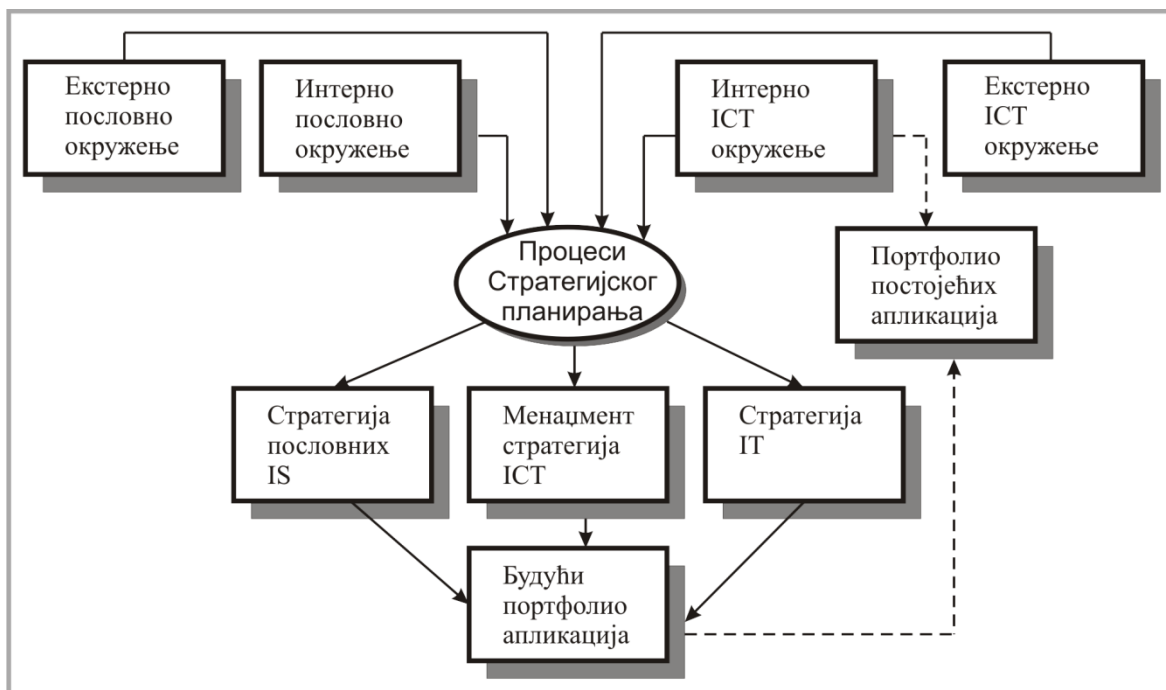 Екстерно
пословно
окружење
Интерно
пословно
окружење
Интерно
ICT
окружење
Екстерно
ICT
окружење
Процеси
Стратегијског
планирања
Портфолио
постојећих
апликација
Стратегија
пословних
IS
Менаџмент
стратегија
ICT
Стратегија
IT
Будући
портфолио
апликација